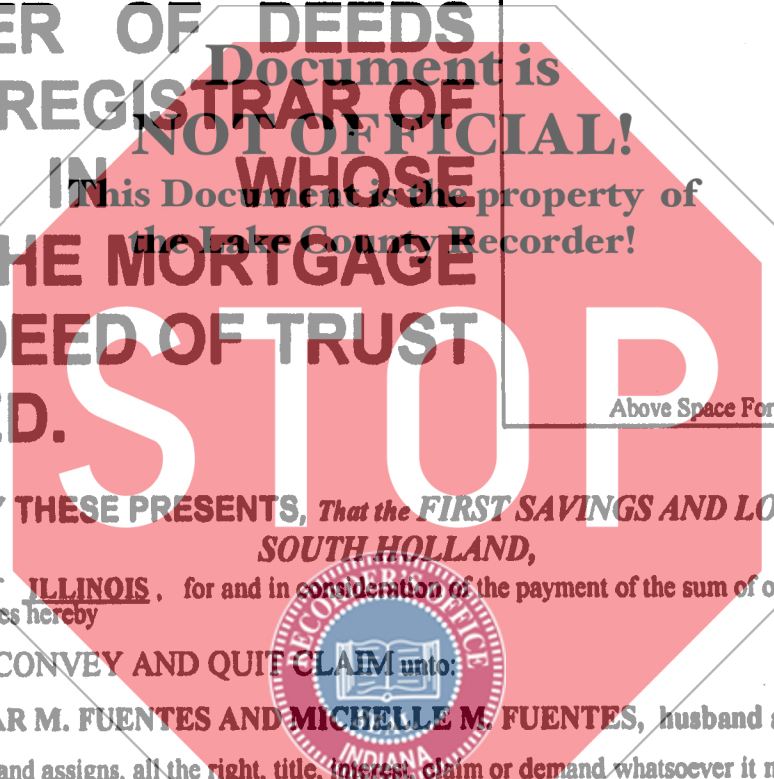 ER OF DEEDS
Document is
REGISTRAR OF
NOT OFFICIAL!
IN WHOSE
This Document is the property of
the Lake County Recorder!
HE MORTGAGE
DEED OF TRUST
STOP
Above Space For
ED.
THESE PRESENTS, That the FIRST SAVINGS AND LO
SOUTH HOLLAND,
ILLINOIS, for and in consideration of the payment of the sum of o
es hereby
CONVEY AND QUIT CLAIM unto:
RECORDER'S OFFICE
AR M. FUENTES AND MICHELLE M. FUENTES, husband a
INDIANA
and assigns, all the right, title, interest, claim or demand whatsoever it m